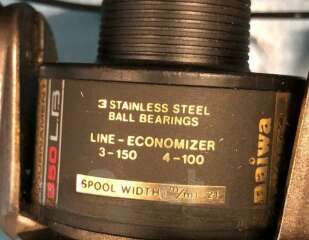 3 STAINLESS STEEL
BALL BEARINGS
LINE-ECONOMIZER
3-150 4-100
SPOOL WIDTH
daiwa